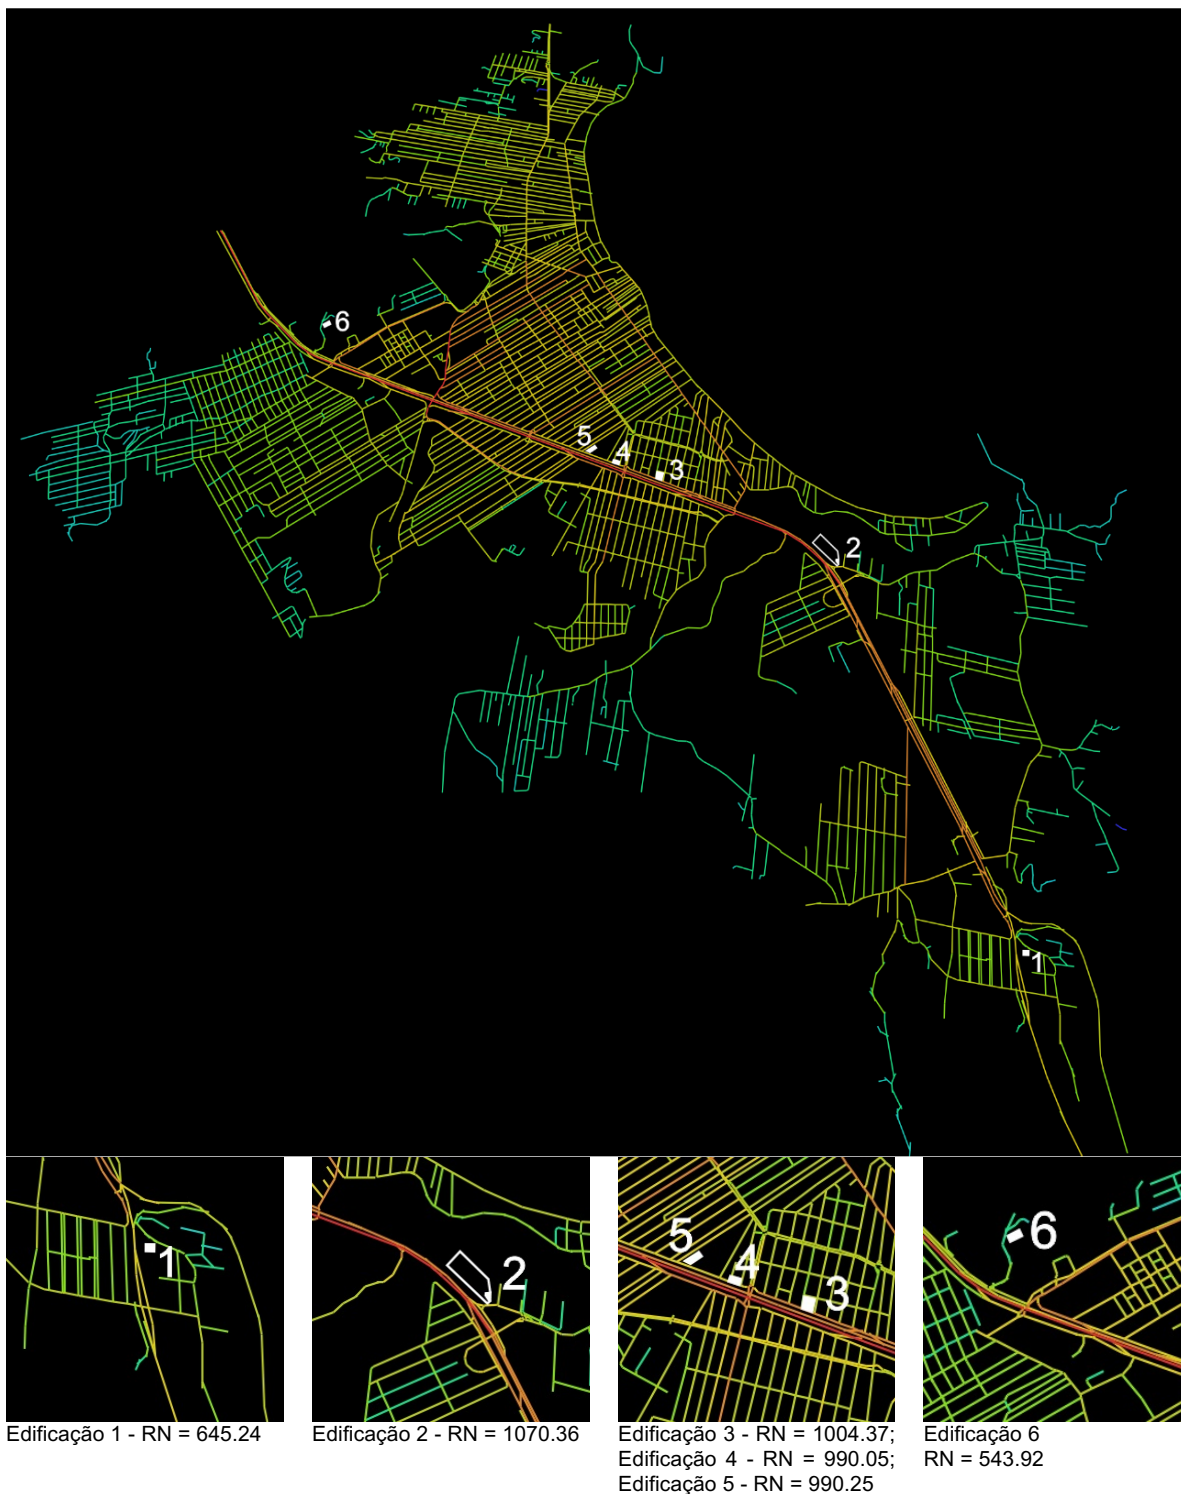 6
5
4
3
2
1
1
2
5
4
3
6
Edificação 1 - RN = 645.24
Edificação 2 - RN = 1070.36
Edificação 3 - RN = 1004.37;
Edificação 4 - RN = 990.05;
Edificação 5 - RN = 990.25
Edificação 6
RN = 543.92